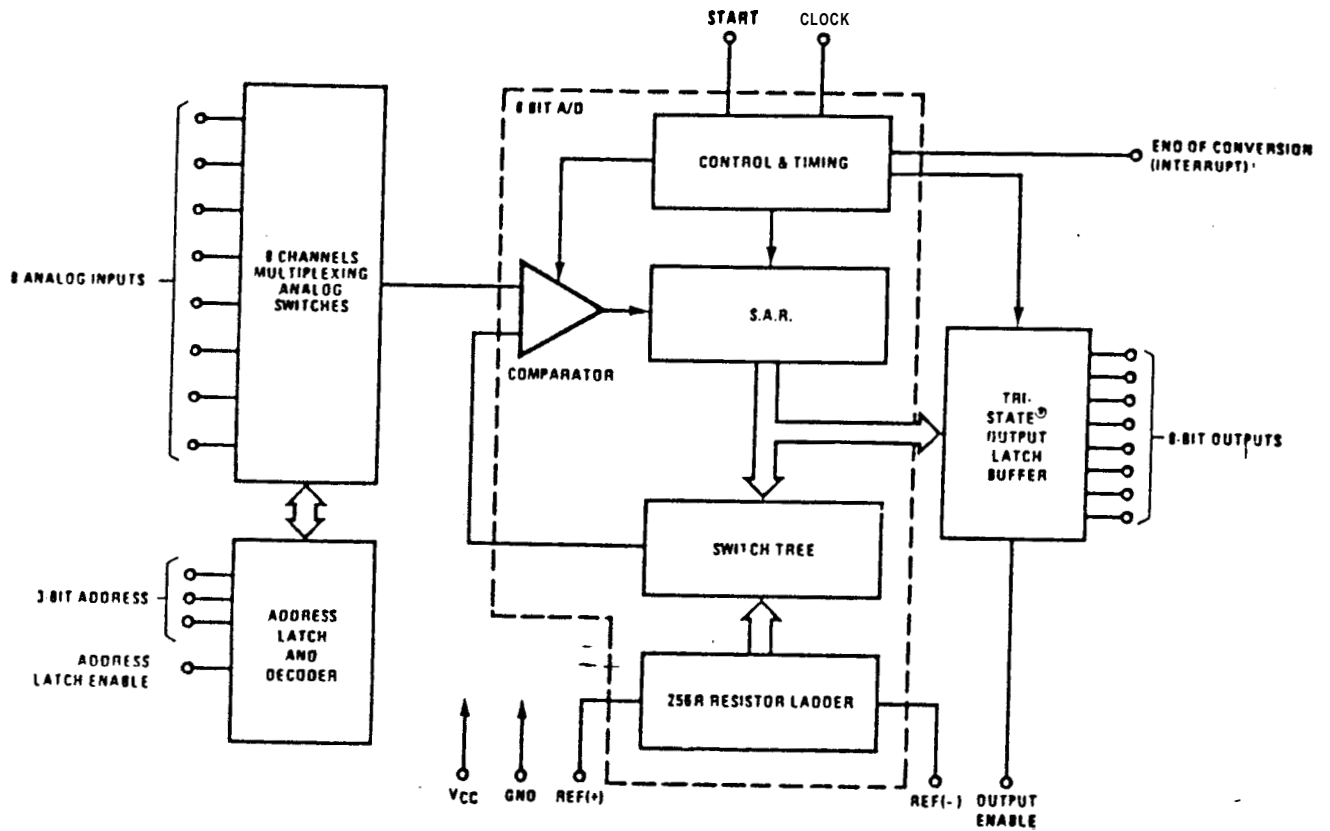 START
CLOCK
8 BIT A/D
CONTROL & TIMING
END OF CONVERSION
(INTERRUPT)
8 CHANNELS
MULTIPLEXING
ANALOG
SWITCHES
8 ANALOG INPUTS
S.A.R.
COMPARATOR
TRI-
STATE®
OUTPUT
LATCH
BUFFER
8-BIT OUTPUTS
SWITCH TREE
3-BIT ADDRESS
ADDRESS
LATCH
AND
DECODER
ADDRESS
LATCH ENABLE
256R RESISTOR LADDER
VCC
GND
REF(+)
REF(-)
OUTPUT
ENABLE